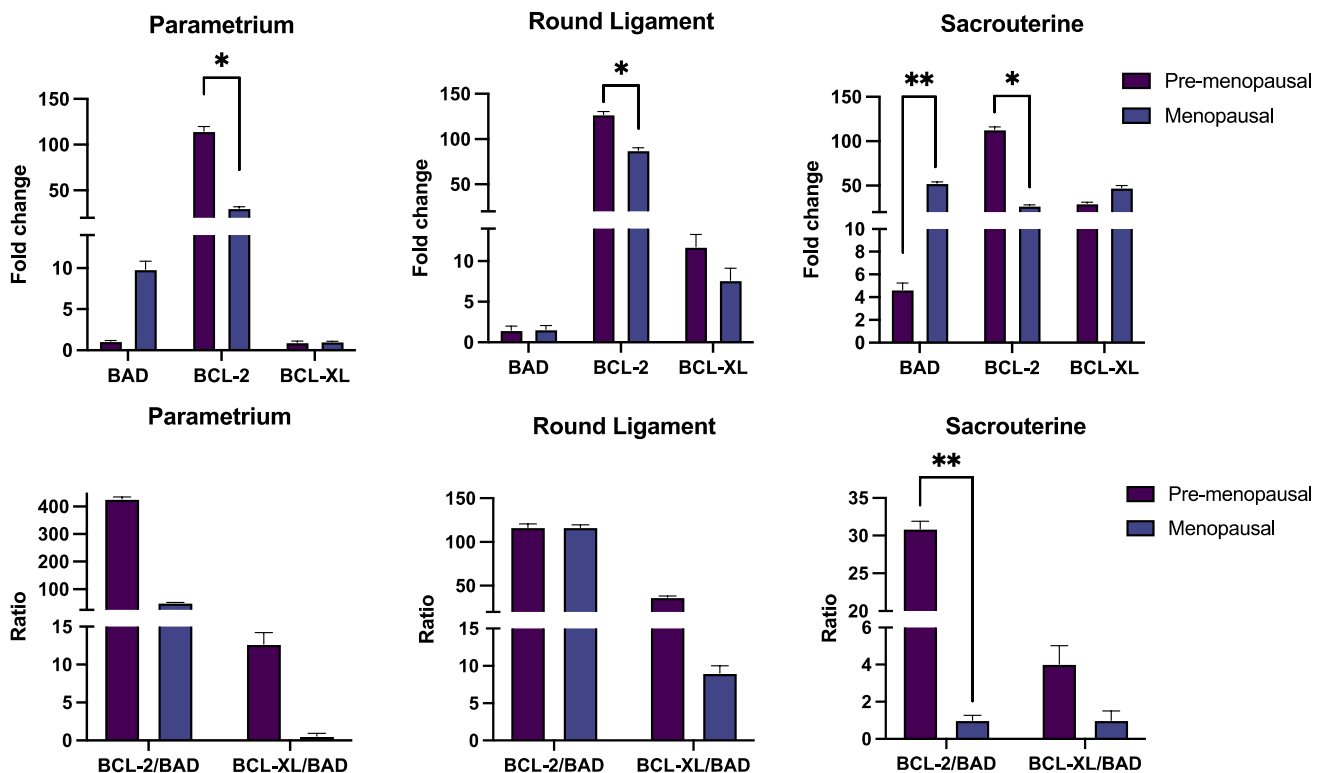 Parametrium
*
Fold change
150
100
50
10
5
0
BAD BCL-2 BCL-XL
Round Ligament
*
Fold change
150
100
50
10
5
0
BAD BCL-2 BCL-XL
Sacrouterine
** *
Fold change
150
100
50
10
8
6
4
2
0
BAD BCL-2 BCL-XL
Pre-menopausal
Menopausal
Parametrium
Ratio
400
300
200
100
15
10
5
0
BCL-2/BAD BCL-XL/BAD
Round Ligament
Ratio
150
100
50
15
10
5
0
BCL-2/BAD BCL-XL/BAD
Sacrouterine
**
Ratio
35
30
25
20
6
4
2
0
BCL-2/BAD BCL-XL/BAD
Pre-menopausal
Menopausal